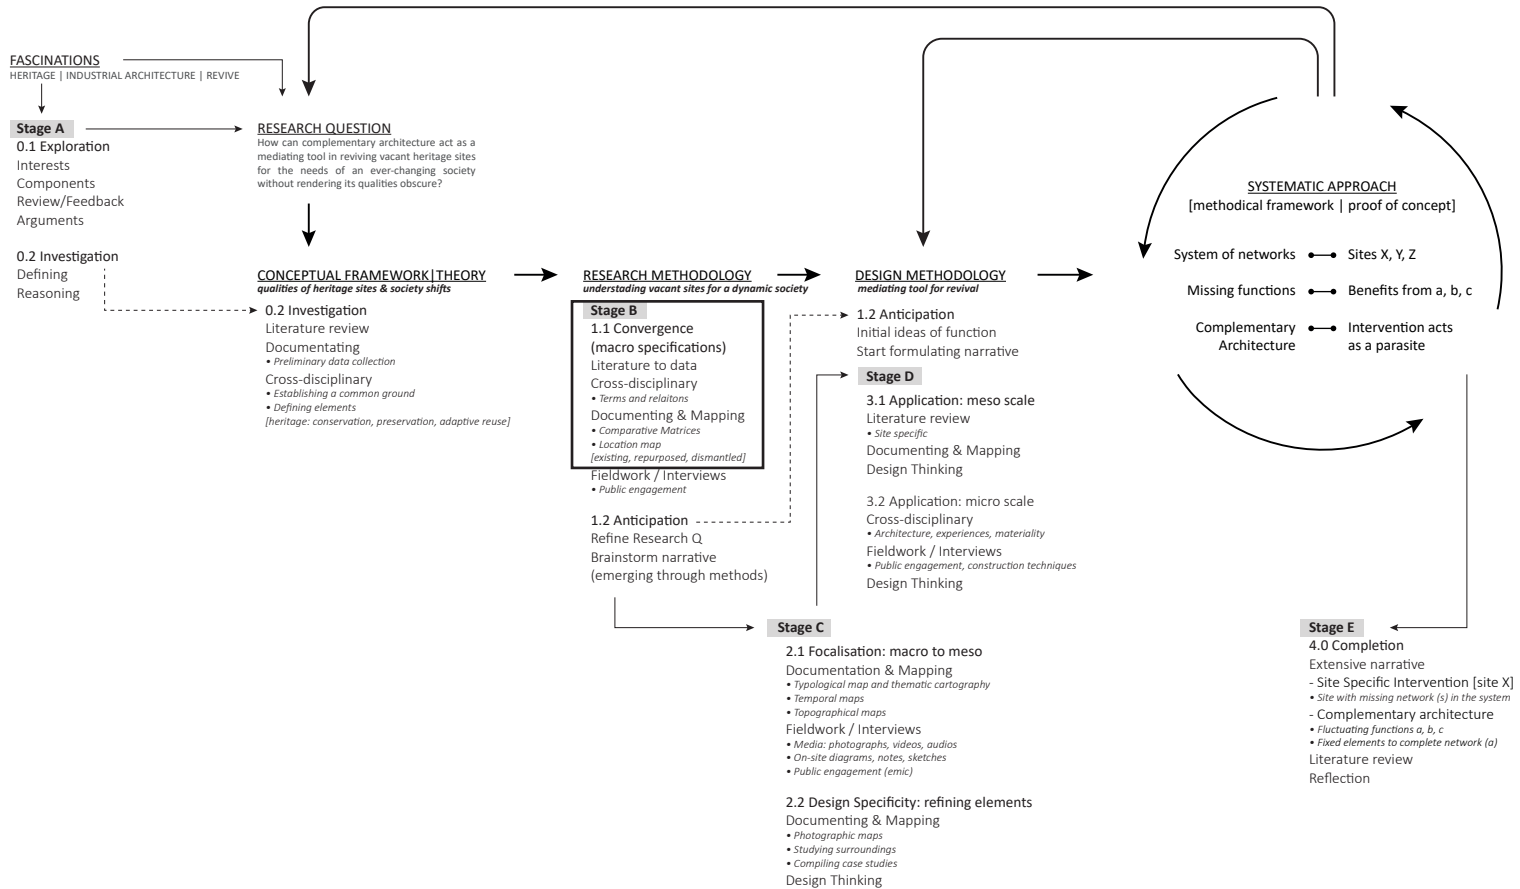 FASCINATIONS
HERITAGE | INDUSTRIAL ARCHITECTURE | REVIVE
Stage A
0.1 Exploration
Interests
Components
Review/Feedback
Arguments
0.2 Investigation
Defining
Reasoning
RESEARCH QUESTION
How can complementary architecture act as a
mediating tool in reviving vacant heritage sites
for the needs of an ever-changing society
without rendering its qualities obscure?
CONCEPTUAL FRAMEWORK|THEORY
qualities of heritage sites & society shifts
0.2 Investigation
Literature review
Documentating
• Preliminary data collection
Cross-disciplinary
• Establishing a common ground
• Defining elements
[heritage: conservation, preservation, adaptive reuse]
RESEARCH METHODOLOGY
understading vacant sites for a dynamic society
Stage B
1.1 Convergence
(macro specifications)
Literature to data
Cross-disciplinary
• Terms and relaitons
Documenting & Mapping
• Comparative Matrices
• Location map
[existing, repurposed, dismantled]
Fieldwork / Interviews
• Public engagement
1.2 Anticipation
Refine Research Q
Brainstorm narrative
(emerging through methods)
Stage C
2.1 Focalisation: macro to meso
Documentation & Mapping
• Typological map and thematic cartography
• Temporal maps
• Topographical maps
Fieldwork / Interviews
• Media: photographs, videos, audios
• On-site diagrams, notes, sketches
• Public engagement (emic)
2.2 Design Specificity: refining elements
Documenting & Mapping
• Photographic maps
• Studying surroundings
• Compiling case studies
Design Thinking
DESIGN METHODOLOGY
mediating tool for revival
1.2 Anticipation
Initial ideas of function
Start formulating narrative
Stage D
3.1 Application: meso scale
Literature review
• Site specific
Documenting & Mapping
Design Thinking
3.2 Application: micro scale
Cross-disciplinary
• Architecture, experiences, materiality
Fieldwork / Interviews
• Public engagement, construction techniques
Design Thinking
SYSTEMATIC APPROACH
[methodical framework | proof of concept]
System of networks Sites X, Y, Z
Missing functions Benefits from a, b, c
Complementary Intervention acts
Architecture as a parasite
Stage E
4.0 Completion
Extensive narrative
- Site Specific Intervention [site X]
• Site with missing network (s) in the system
- Complementary architecture
• Fluctuating functions a, b, c
• Fixed elements to complete network (a)
Literature review
Reflection